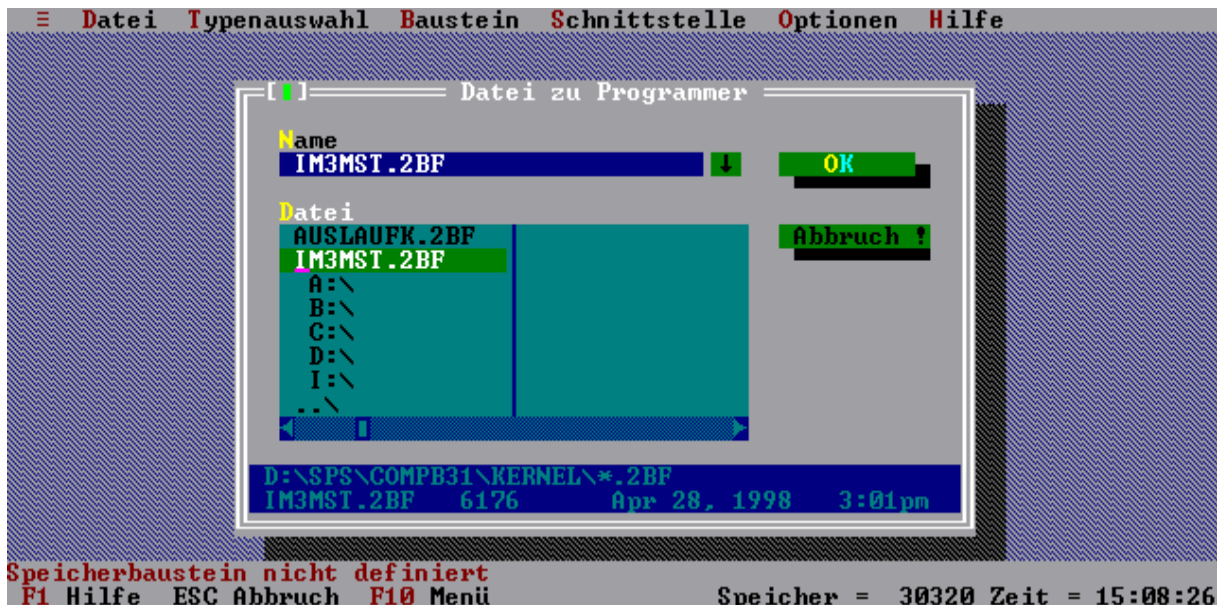 ≡ Datei Typenauswahl Baustein Schnittstelle Optionen Hilfe
[▮] Datei zu Programmer
Name
IM3MST.2BF ↓ OK
Datei
AUSLAUFK.2BF Abbruch !
IM3MST.2BF
A:\
B:\
C:\
D:\
I:\
..\
D:\SPS\COMPB31\KERNEL\*.2BF
IM3MST.2BF 6176 Apr 28, 1998 3:01pm
Speicherbaustein nicht definiert
F1 Hilfe ESC Abbruch F10 Menü Speicher = 30320 Zeit = 15:08:26